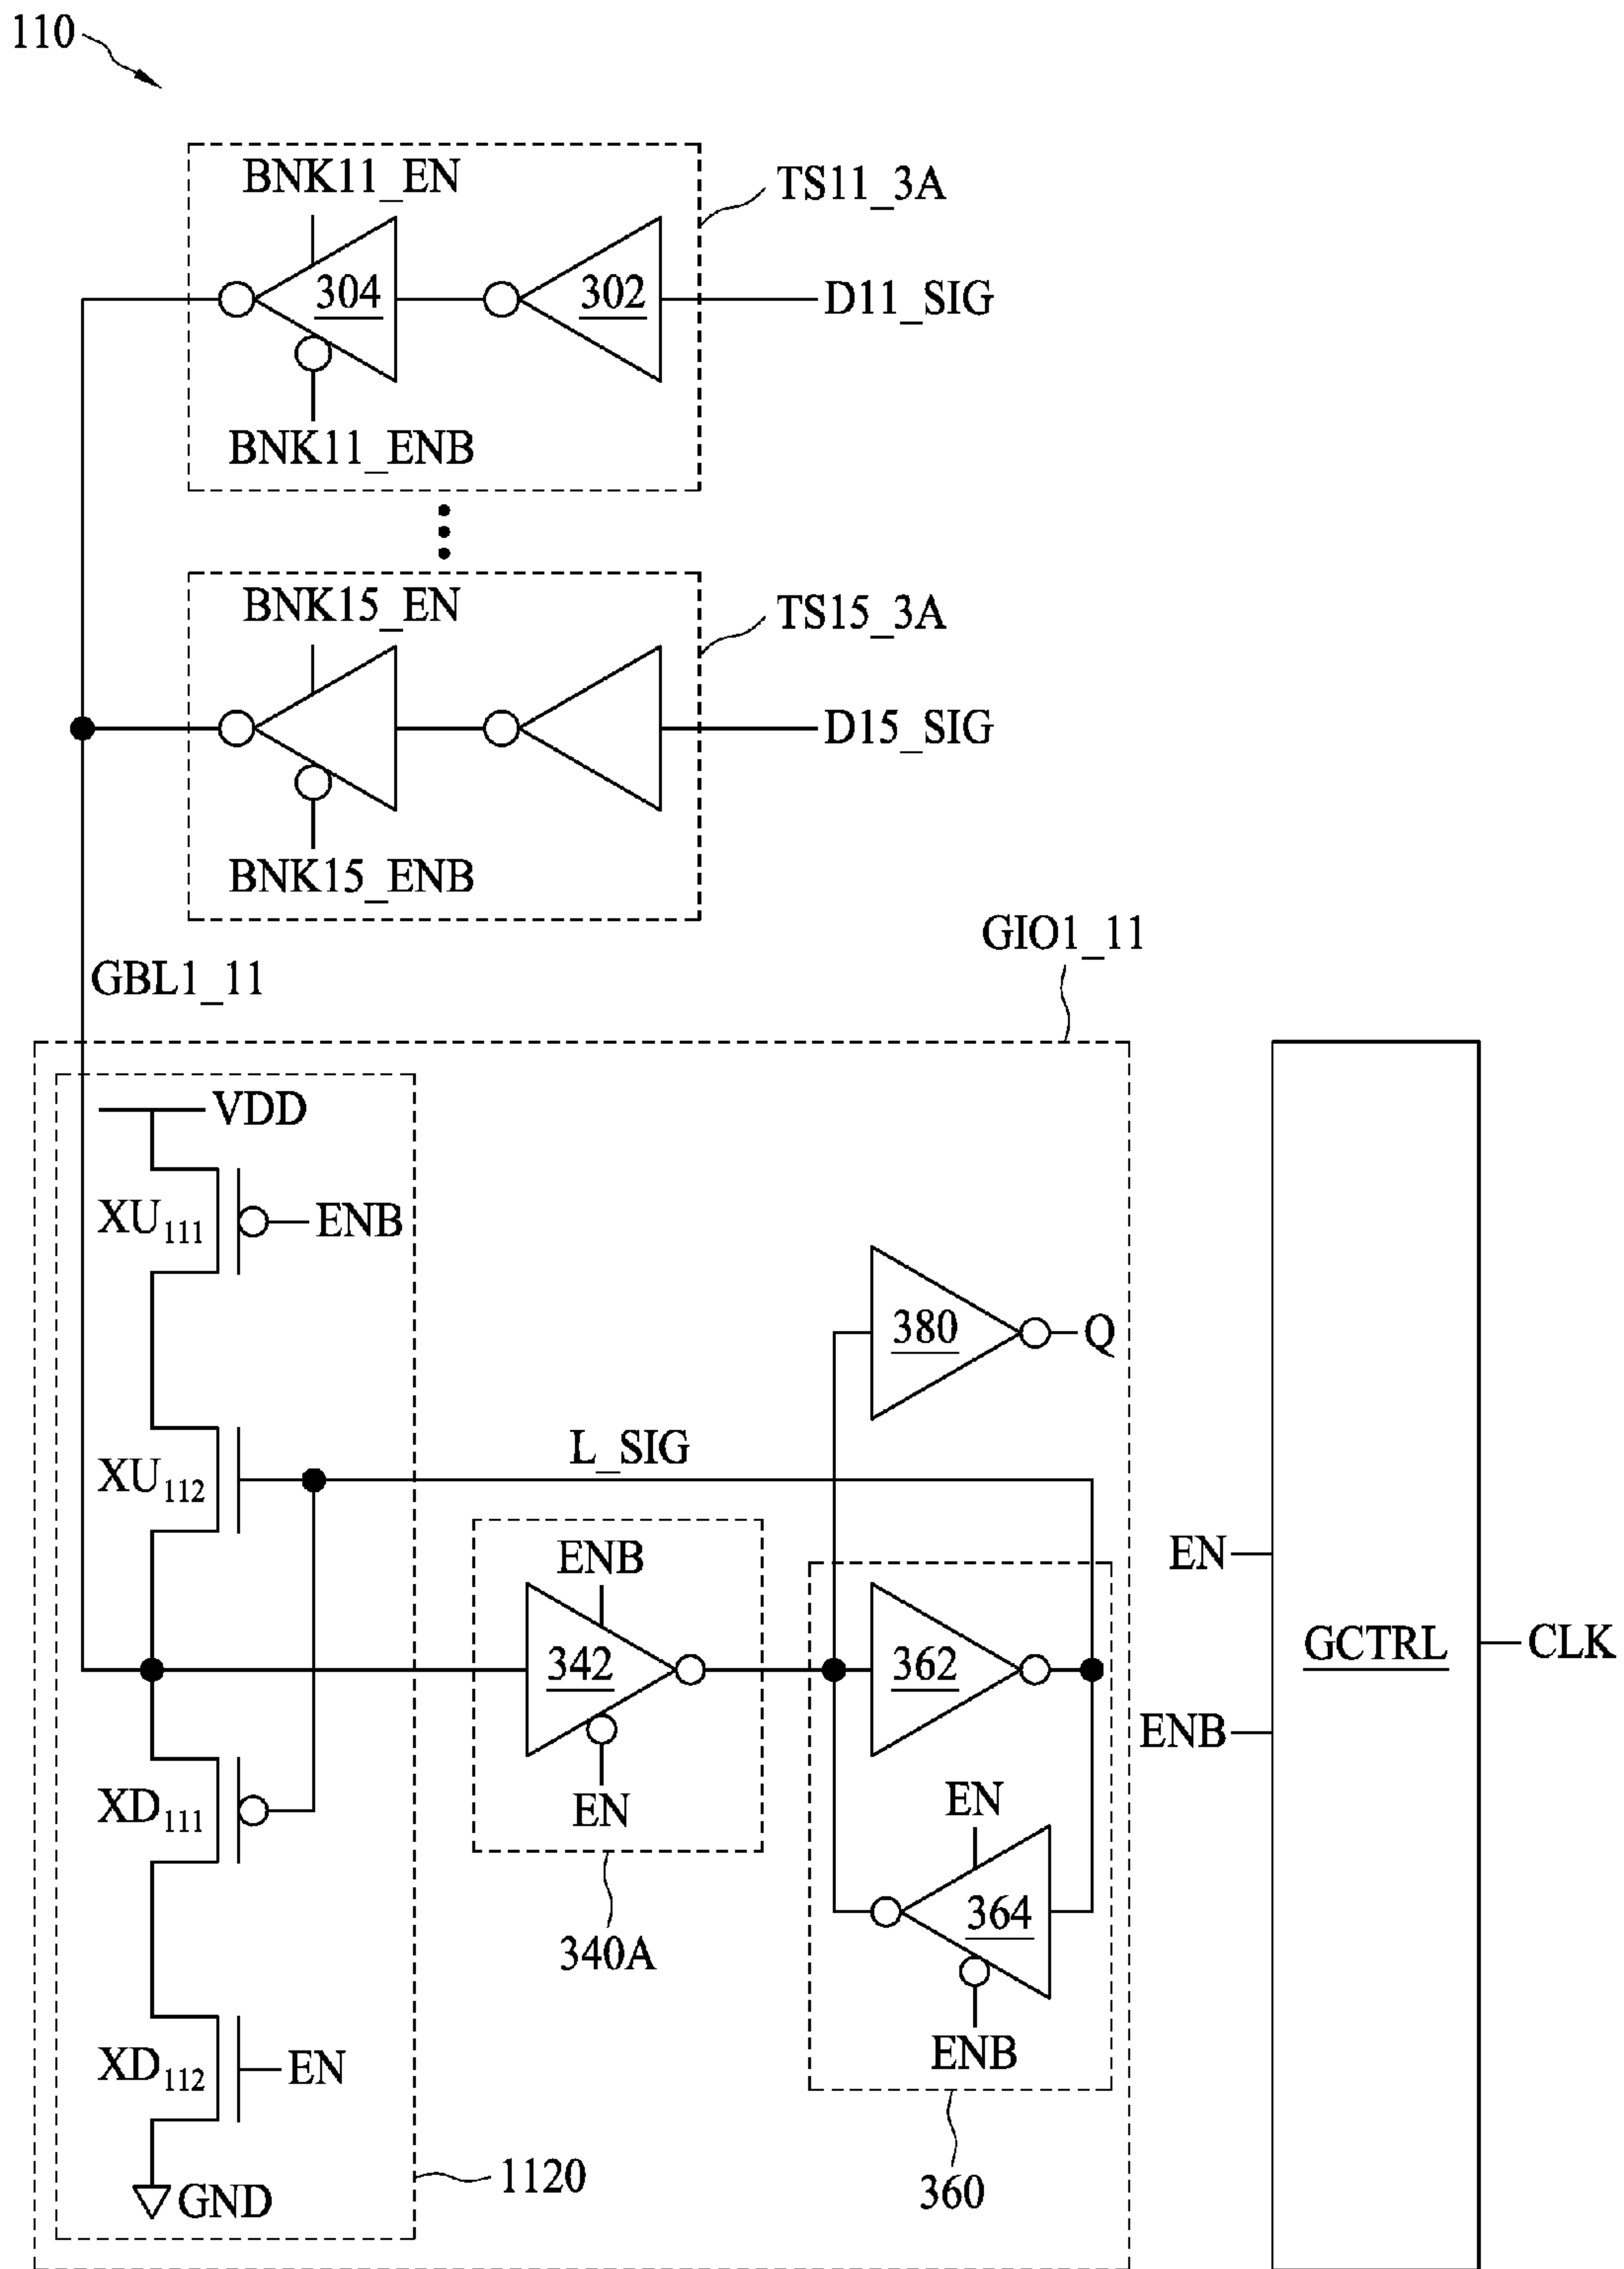 110
BNK11_EN
TS11_3A
304
302
D11_SIG
BNK11_ENB
BNK15_EN
TS15_3A
D15_SIG
BNK15_ENB
GIO1_11
GBL1_11
VDD
XU111
ENB
380
Q
L_SIG
XU112
ENB
EN
342
362
GCTRL
CLK
ENB
XD111
EN
EN
364
340A
ENB
XD112
EN
1120
360
GND